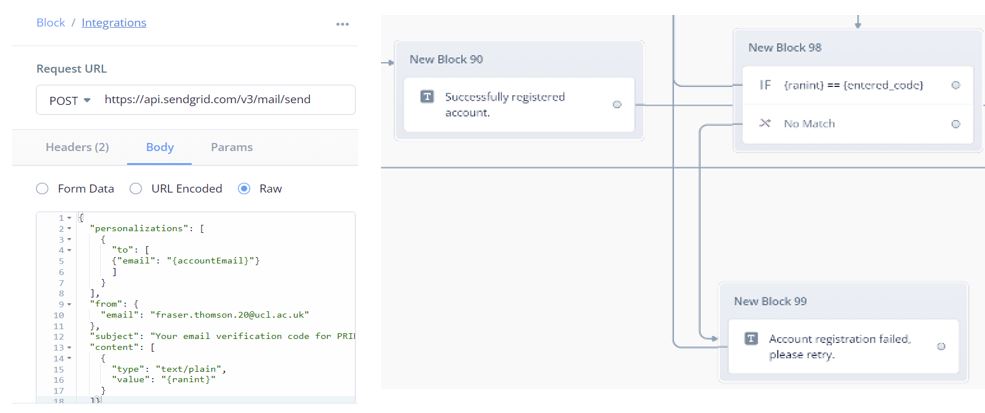 Block / Integrations
...
Request URL
POST https://api.sendgrid.com/v3/mail/send
Headers (2) Body Params
Form Data URL Encoded Raw
1 {
2 "personalizations": [
3 {
4 "to": [
5 {"email": "{accountEmail}"}
6 ]
7 }
8 ],
9 "from": {
10 "email": "fraser.thomson.20@ucl.ac.uk"
11 },
12 "subject": "Your email verification code for
13 "content": [
14 {
15 "type": "text/plain",
16 "value": "{ranint}"
17 }
18 ]}
New Block 90
T Successfully registered
account.
New Block 98
IF {ranint} == {entered_code}
No Match
New Block 99
T Account registration failed,
please retry.